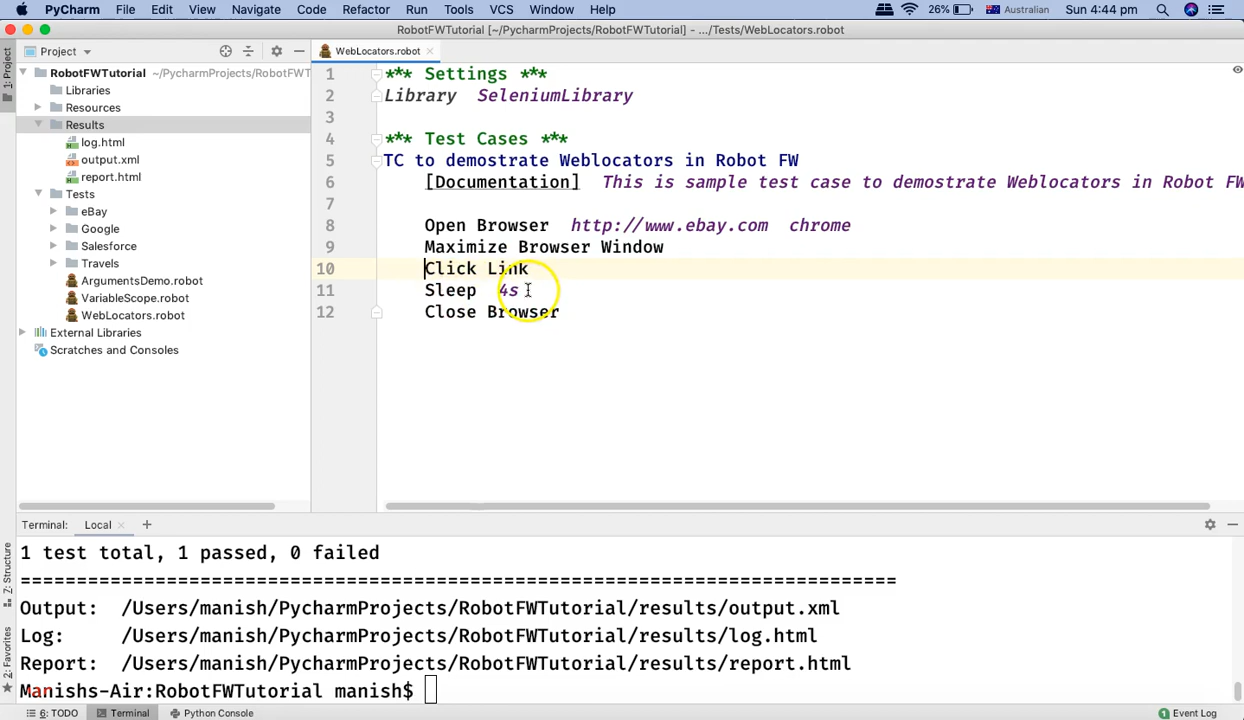 PyCharm File Edit View Navigate Code Refactor Run Tools VCS Window Help 26% Australian Sun 4:44 pm
RobotFWTutorial [~/PycharmProjects/RobotFWTutorial] - .../Tests/WebLocators.robot
1: Project
Project
WebLocators.robot
RobotFWTutorial ~/PycharmProjects/RobotFWT
Libraries
Resources
Results
log.html
output.xml
report.html
Tests
eBay
Google
Salesforce
Travels
ArgumentsDemo.robot
VariableScope.robot
WebLocators.robot
External Libraries
Scratches and Consoles
1 *** Settings ***
2 Library SeleniumLibrary
3
4 *** Test Cases ***
5 TC to demostrate Weblocators in Robot FW
6 [Documentation] This is sample test case to demostrate Weblocators in Robot FW
7
8 Open Browser http://www.ebay.com chrome
9 Maximize Browser Window
10 Click Link
11 Sleep 4s
12 Close Browser
Terminal: Local
1 test total, 1 passed, 0 failed
================================================================================
Output: /Users/manish/PycharmProjects/RobotFWTutorial/results/output.xml
Log: /Users/manish/PycharmProjects/RobotFWTutorial/results/log.html
Report: /Users/manish/PycharmProjects/RobotFWTutorial/results/report.html
Manishs-Air:RobotFWTutorial manish$
7: Structure
2: Favorites
6: TODO Terminal Python Console 1 Event Log